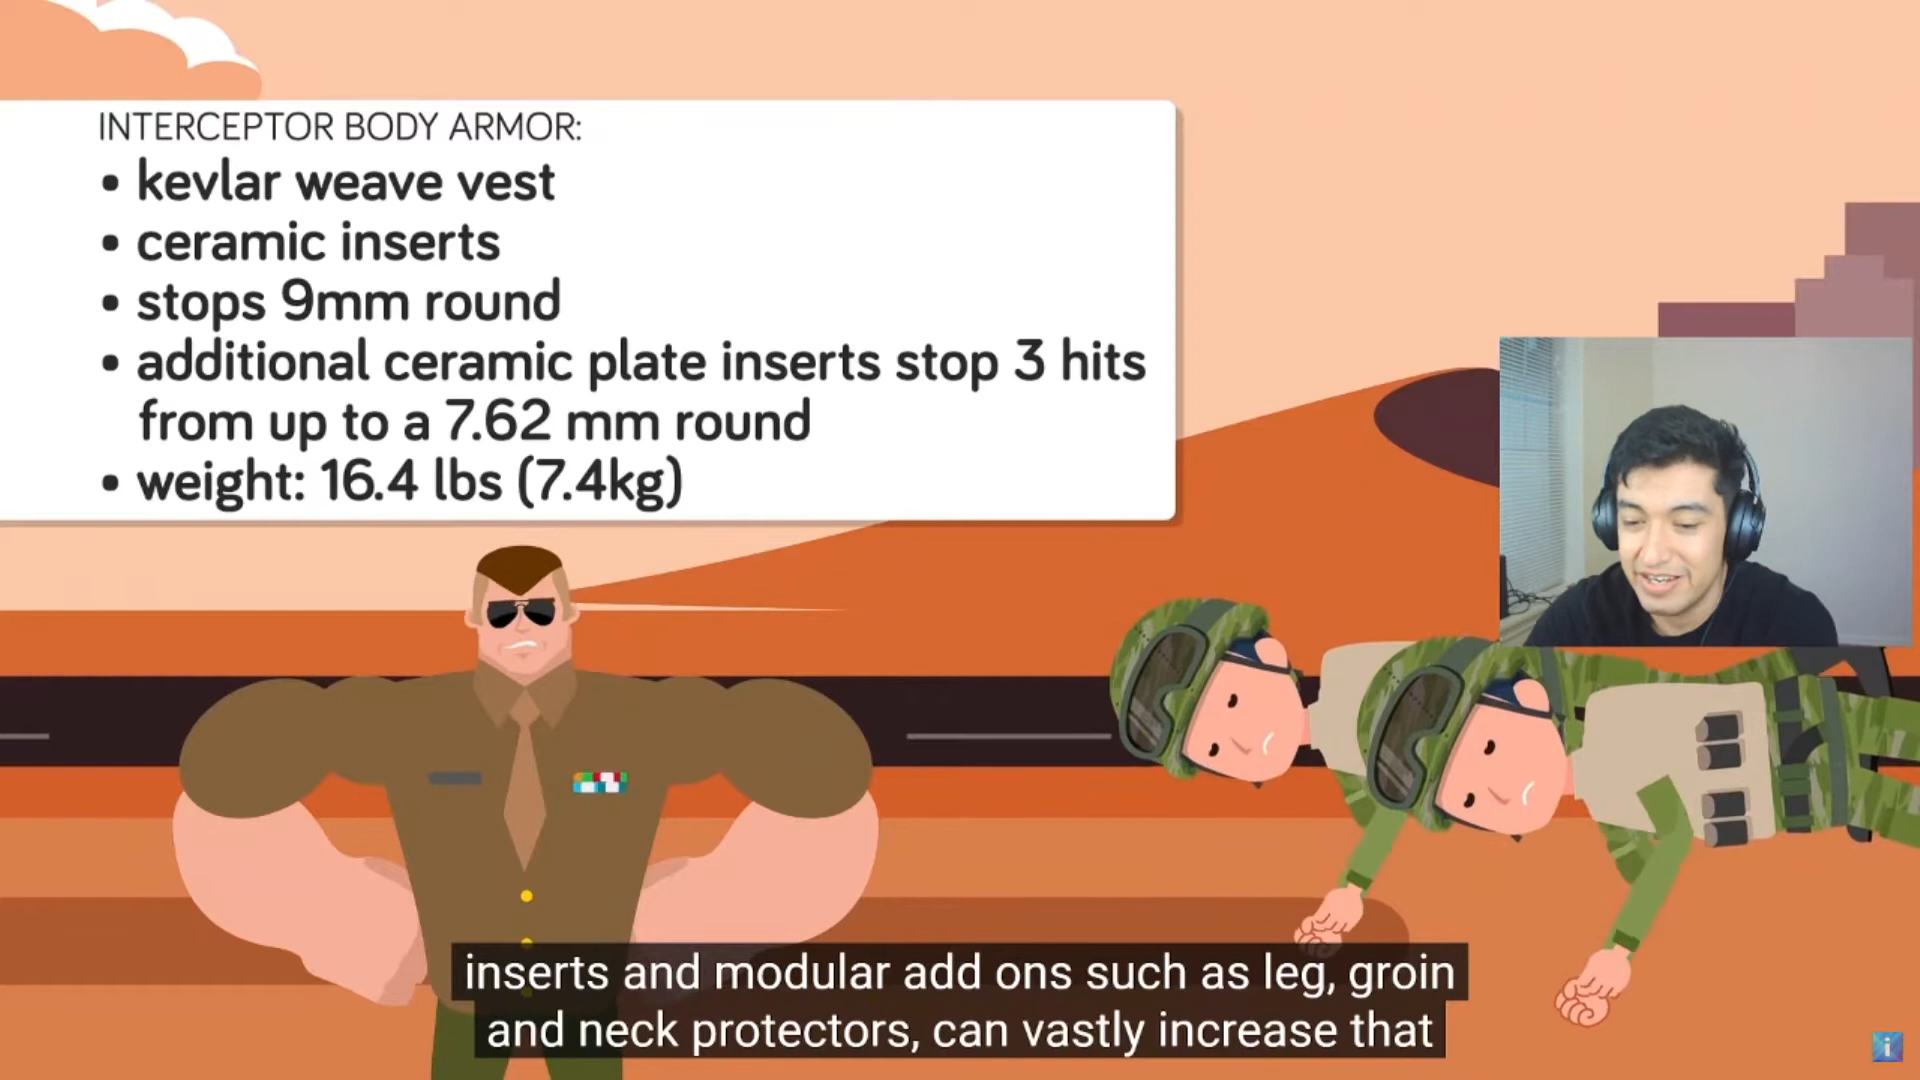 INTERCEPTOR BODY ARMOR:
• kevlar weave vest
• ceramic inserts
• stops 9mm round
• additional ceramic plate inserts stop 3 hits
from up to a 7.62 mm round
• weight: 16.4 lbs (7.4kg)
inserts and modular add ons such as leg, groin
and neck protectors, can vastly increase that
i